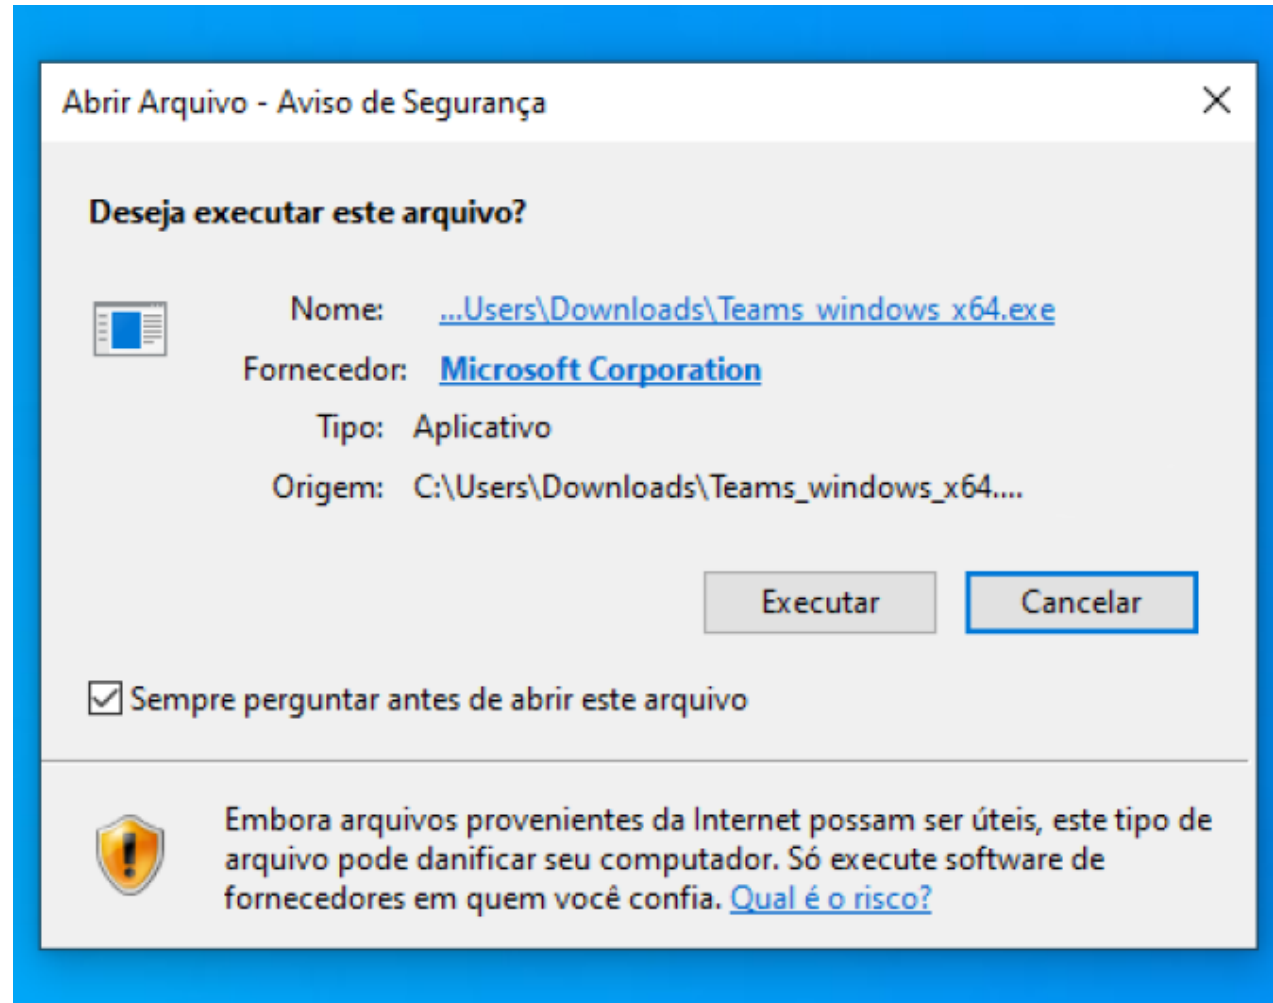 Abrir Arquivo - Aviso de Segurança
Deseja executar este arquivo?
Nome: ...Users\Downloads\Teams_windows_x64.exe
Fornecedor: Microsoft Corporation
Tipo: Aplicativo
Origem: C:\Users\Downloads\Teams_windows_x64....
Executar Cancelar
Sempre perguntar antes de abrir este arquivo
Embora arquivos provenientes da Internet possam ser úteis, este tipo de
arquivo pode danificar seu computador. Só execute software de
fornecedores em quem você confia. Qual é o risco?